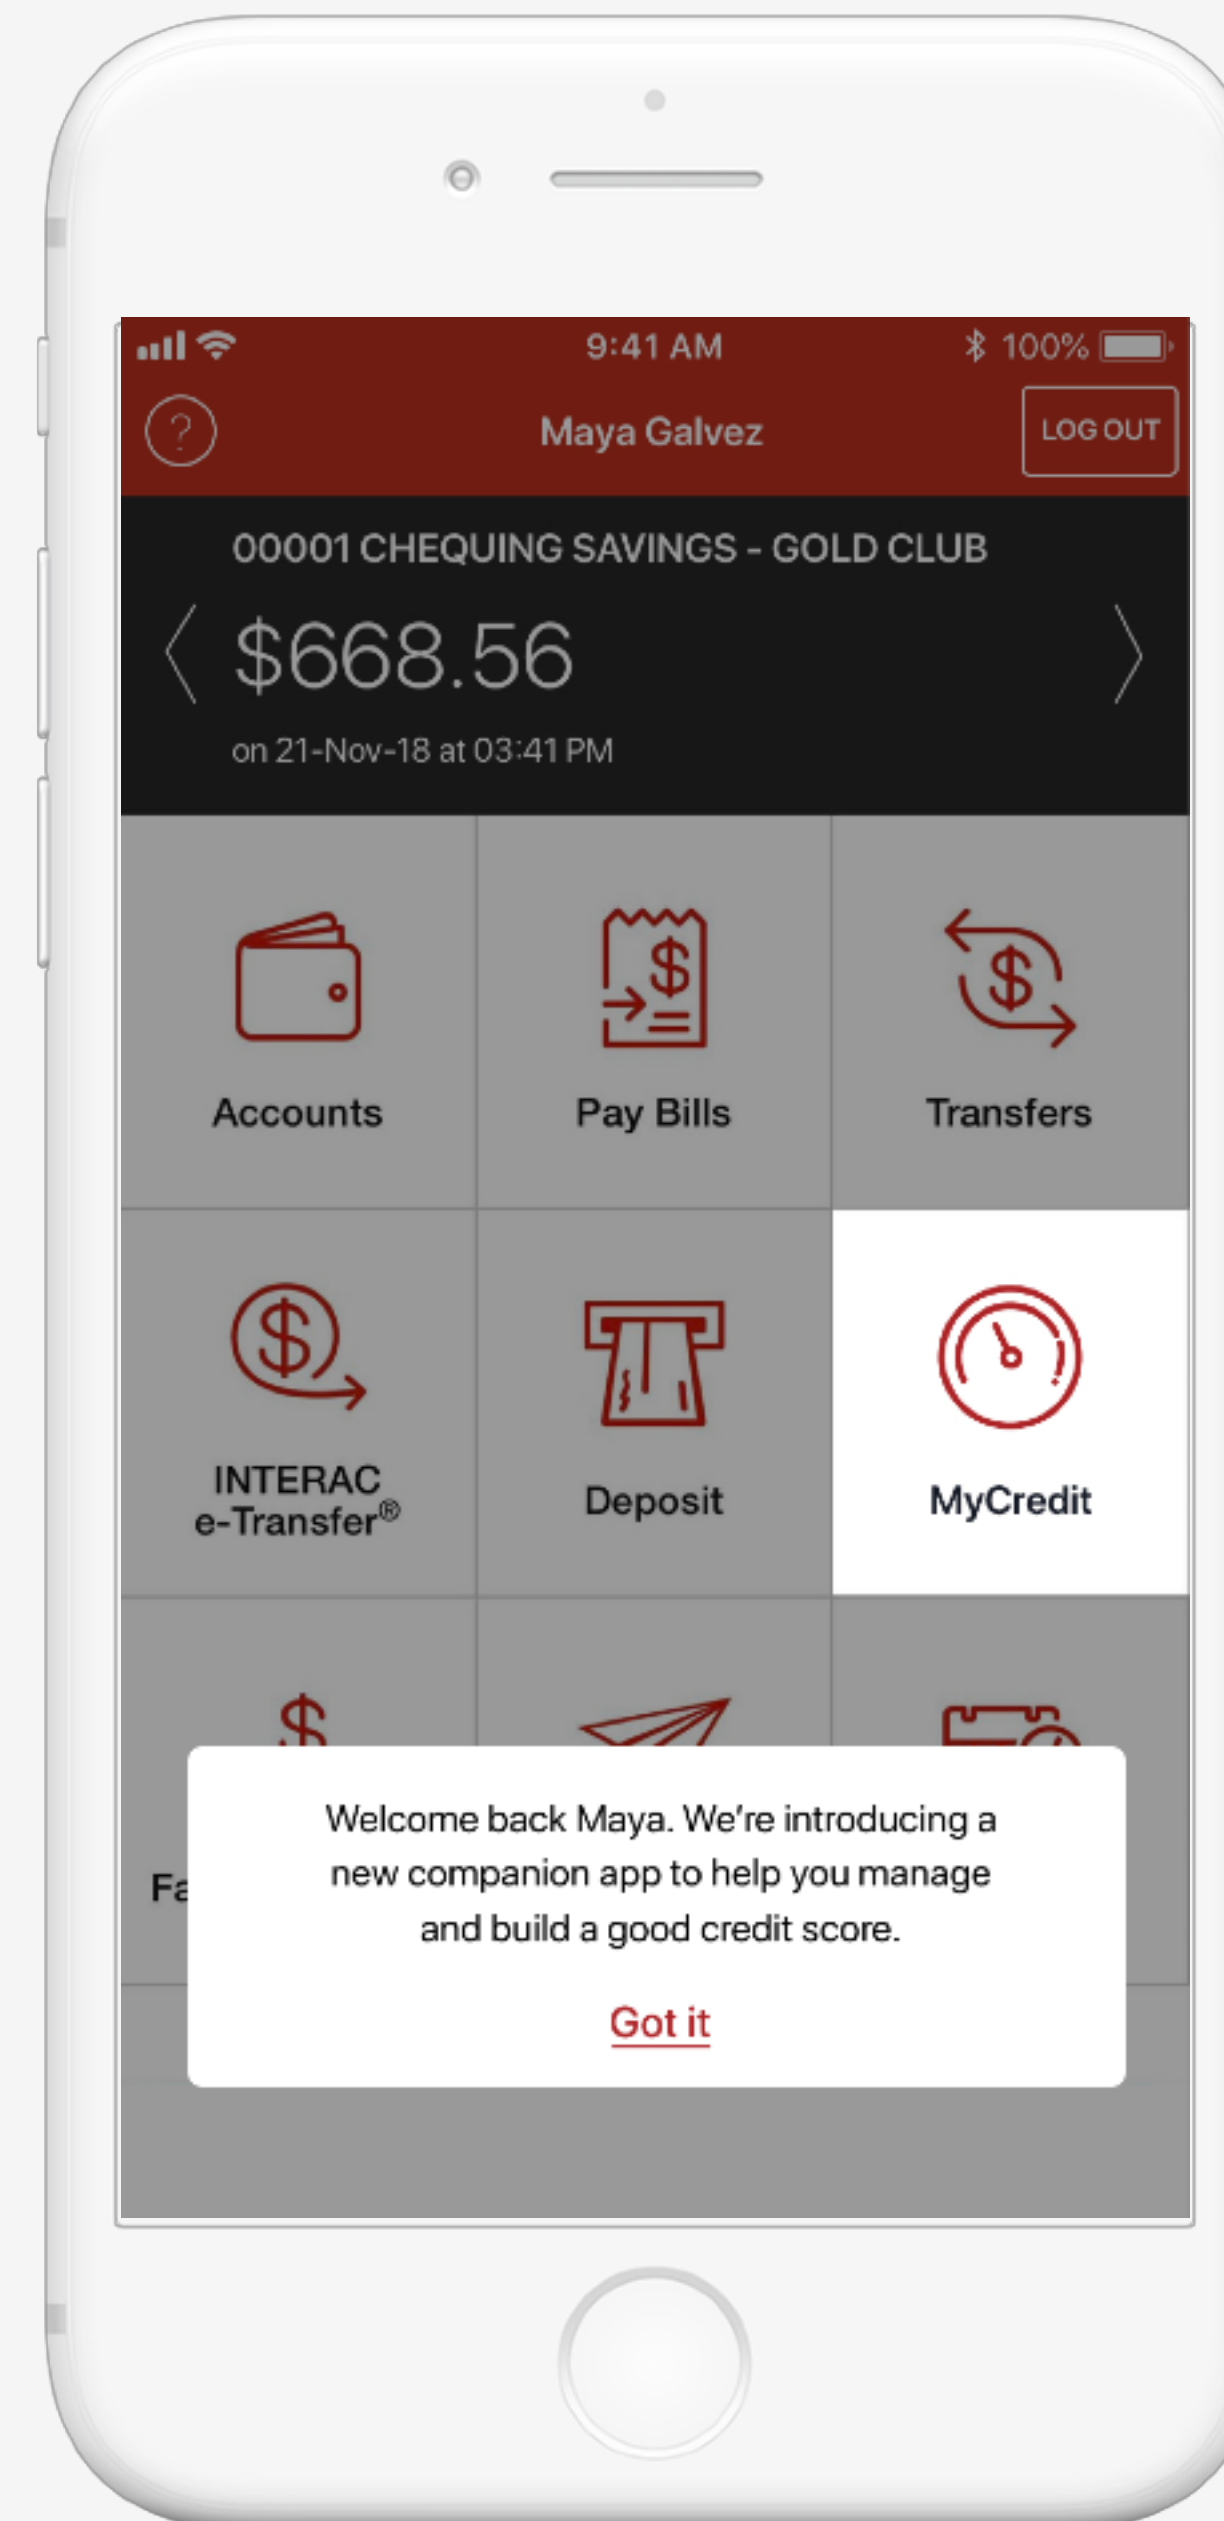 9:41 AM
100%
?
Maya Galvez
LOG OUT
00001 CHEQUING SAVINGS - GOLD CLUB
$668.56
on 21-Nov-18 at 03:41 PM
Accounts
Pay Bills
Transfers
INTERAC
e-Transfer®
Deposit
MyCredit
Welcome back Maya. We're introducing a
new companion app to help you manage
and build a good credit score.
Got it